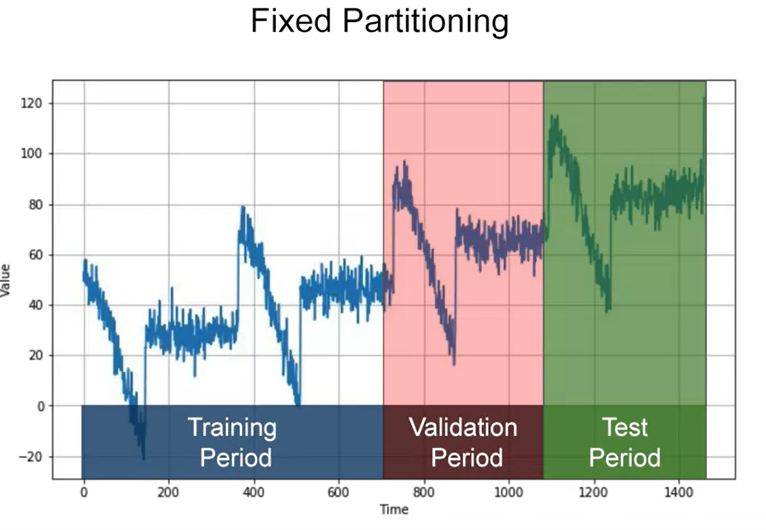 Fixed Partitioning
120
100
80
60
40
20
0
−20
Value
Training
Period
Validation
Period
Test
Period
0 200 400 600 800 1000 1200 1400
Time